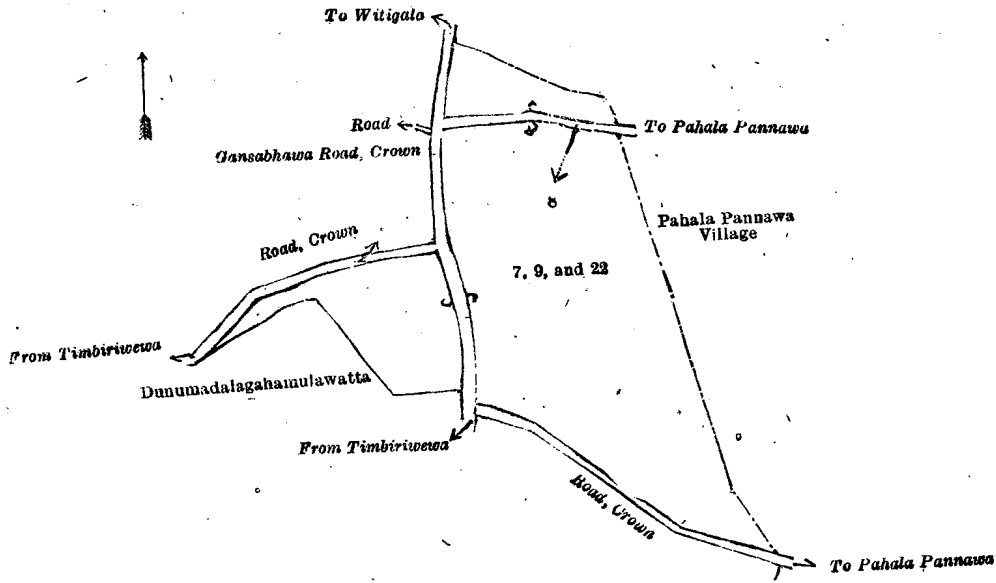 To Witigala
Road
To Pahala Pannawa
Gansabhawa Road, Crown
8
Pahala Pannawa
Village
Road, Crown
7, 9, and 22
From Timbiriwewa
Dunumadalagahamulawatta
From Timbiriwewa
Road, Crown
To Pahala Pannawa